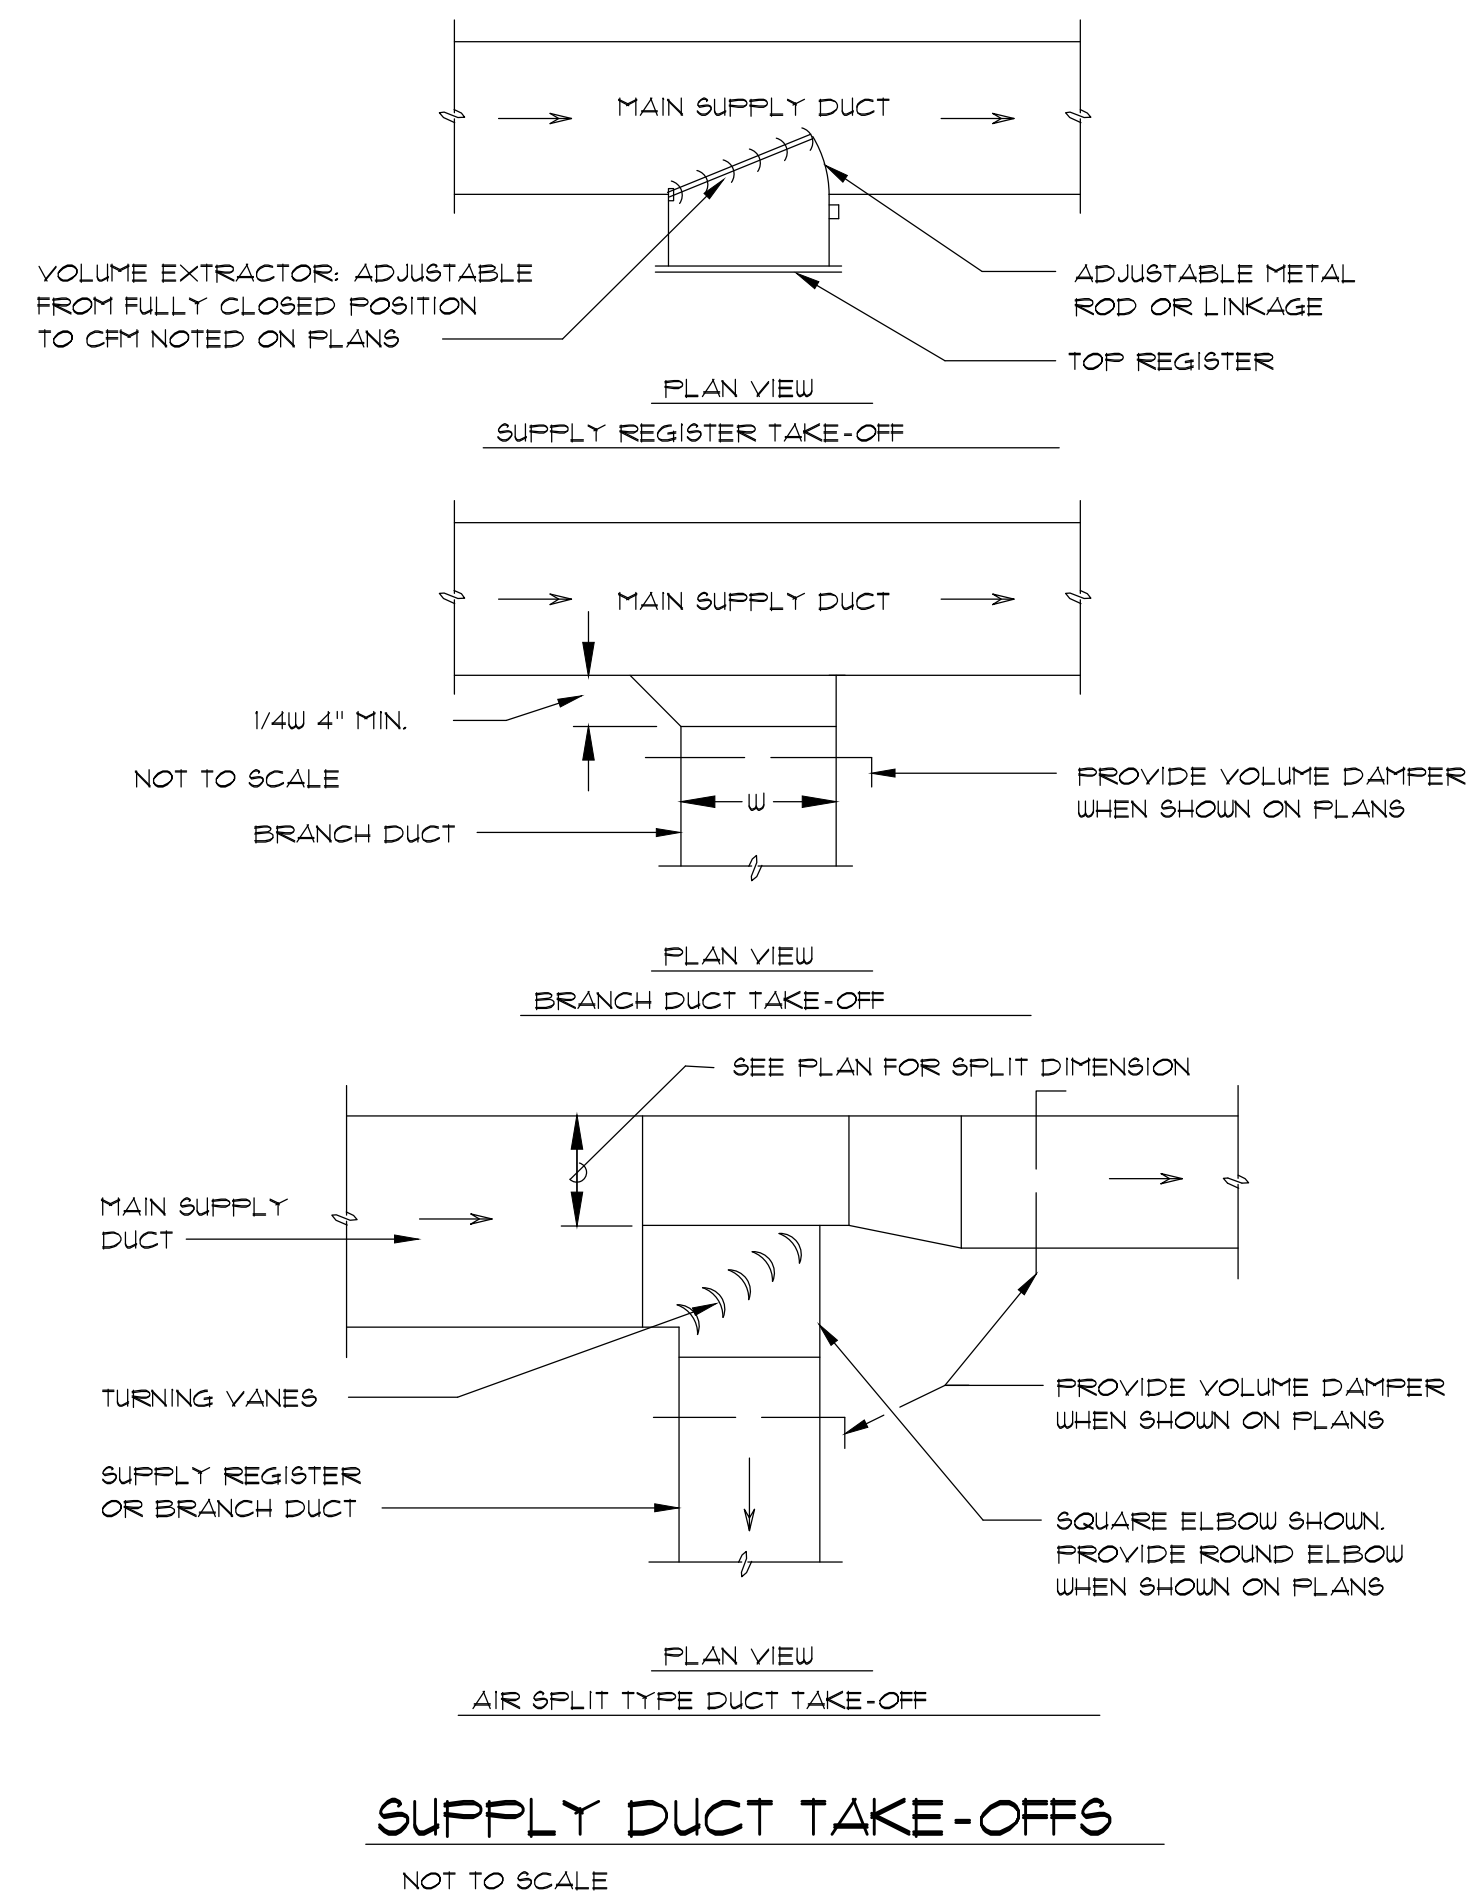 MAIN SUPPLY DUCT
VOLUME EXTRACTOR: ADJUSTABLE
FROM FULLY CLOSED POSITION
TO CFM NOTED ON PLANS
ADJUSTABLE METAL
ROD OR LINKAGE
TOP REGISTER
PLAN VIEW
SUPPLY REGISTER TAKE-OFF
MAIN SUPPLY DUCT
1/4W 4" MIN.
NOT TO SCALE
PROVIDE VOLUME DAMPER
WHEN SHOWN ON PLANS
W
BRANCH DUCT
PLAN VIEW
BRANCH DUCT TAKE-OFF
SEE PLAN FOR SPLIT DIMENSION
MAIN SUPPLY
DUCT
TURNING VANES
PROVIDE VOLUME DAMPER
WHEN SHOWN ON PLANS
SUPPLY REGISTER
OR BRANCH DUCT
SQUARE ELBOW SHOWN.
PROVIDE ROUND ELBOW
WHEN SHOWN ON PLANS
PLAN VIEW
AIR SPLIT TYPE DUCT TAKE-OFF
SUPPLY DUCT TAKE-OFFS
NOT TO SCALE